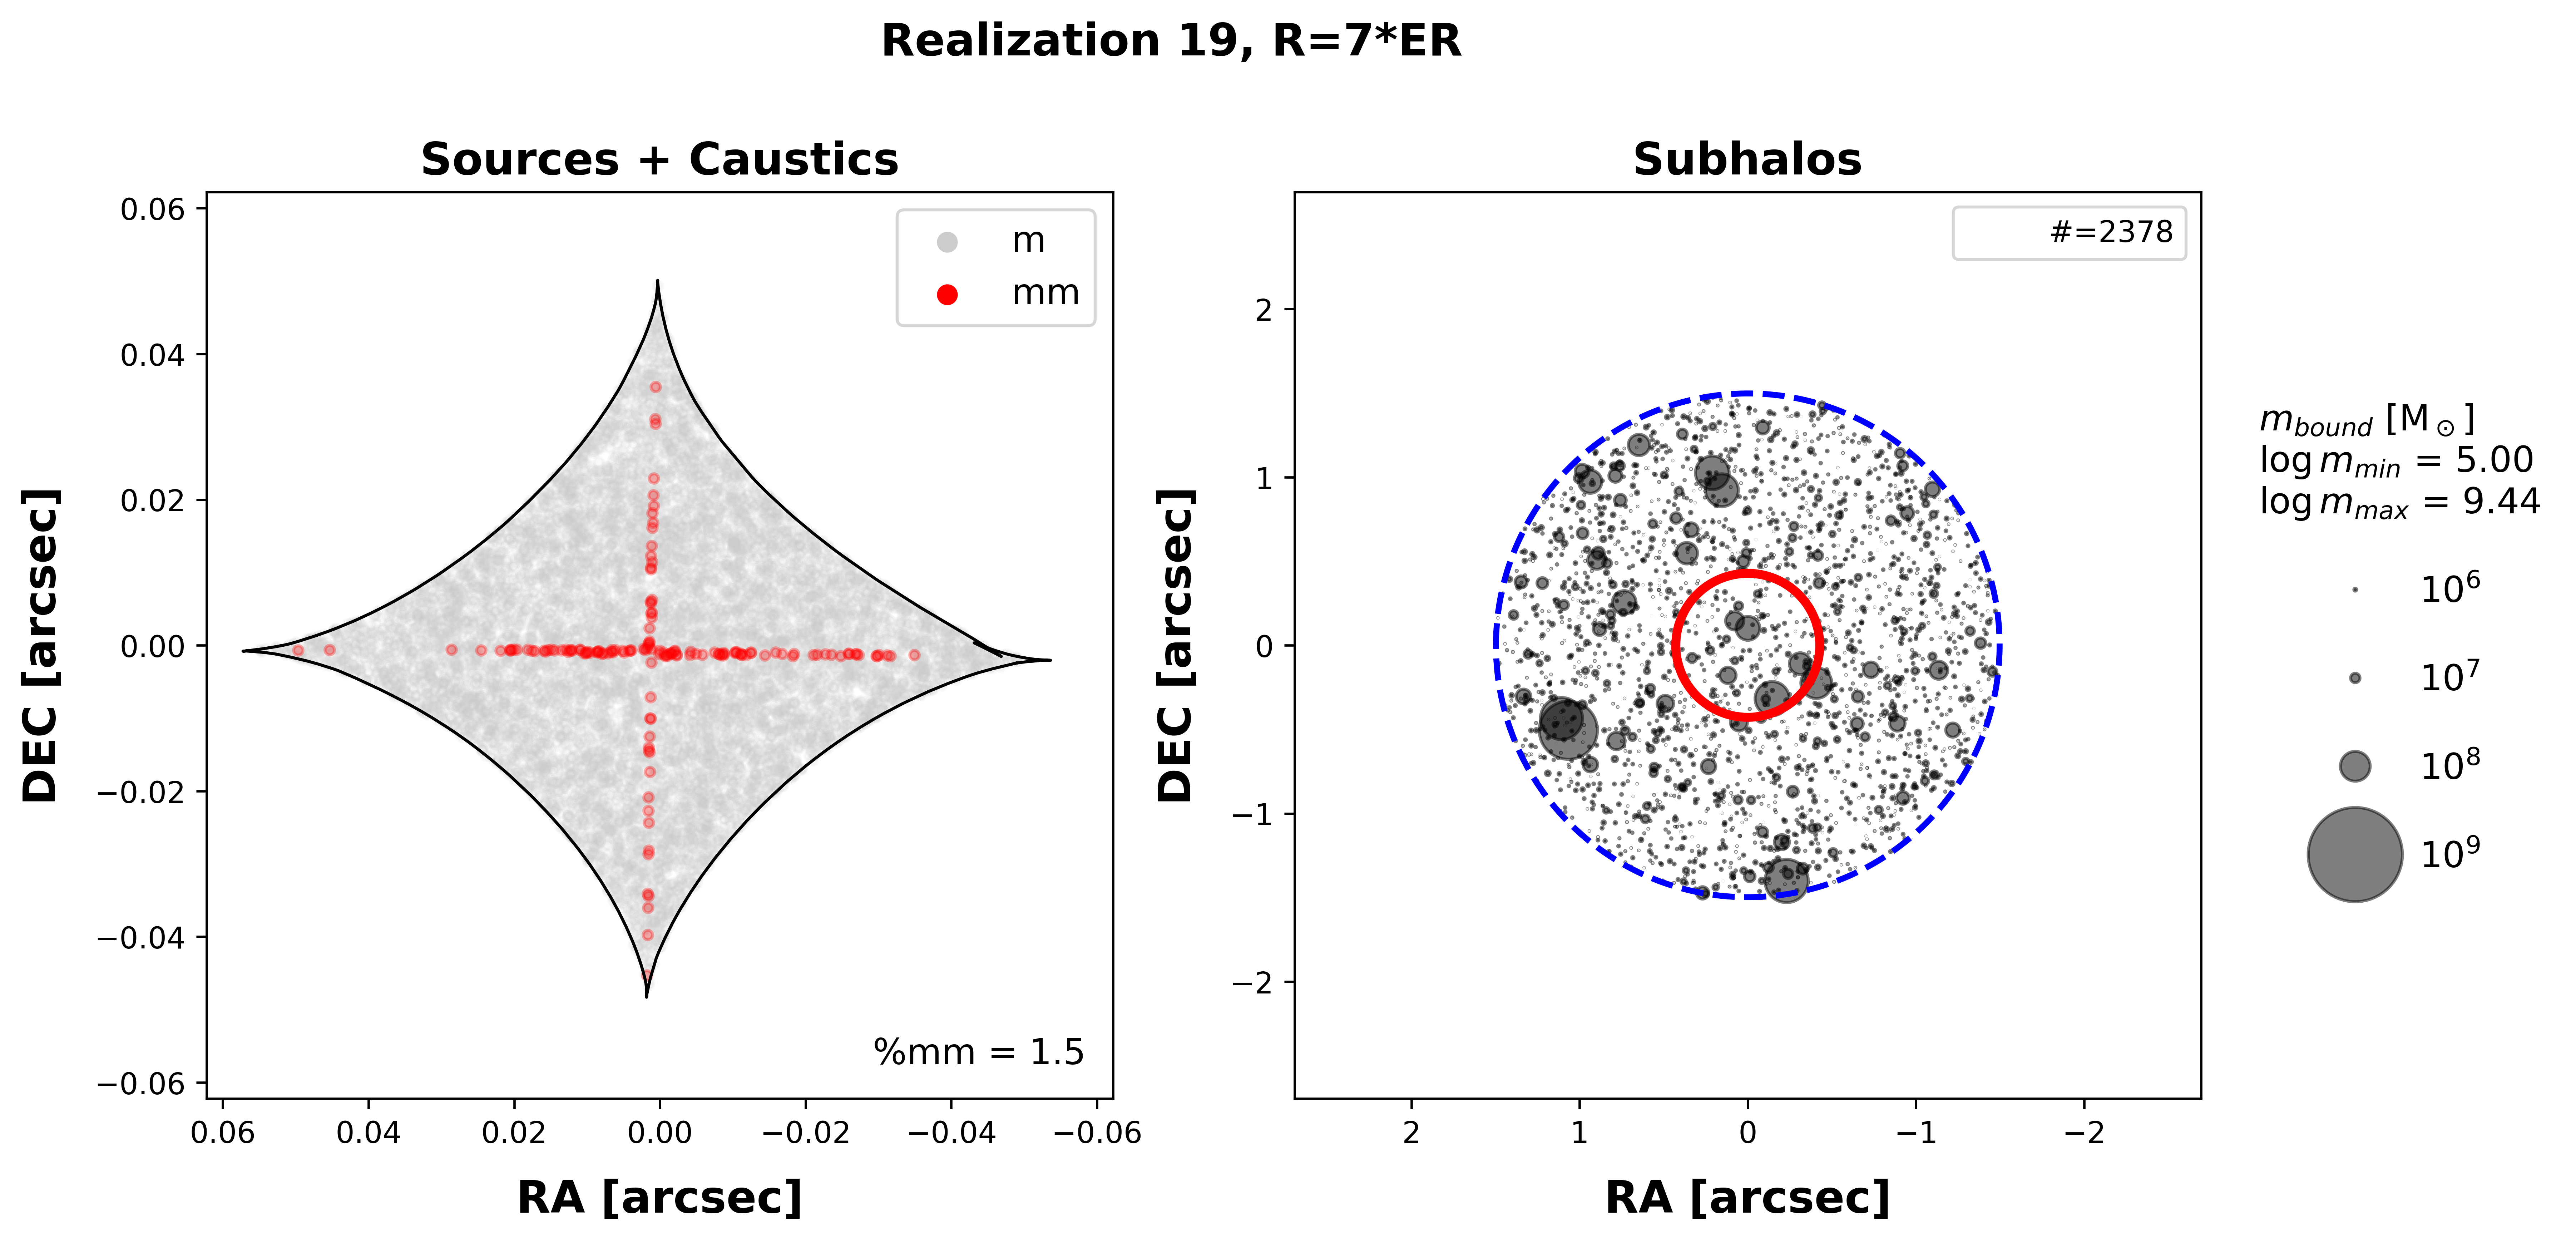 Realization 19, R=7*ER
Sources + Caustics
m
mm
%mm = 1.5
0.06
0.04
0.02
0.00
−0.02
−0.04
−0.06
DEC [arcsec]
0.06
0.04
0.02
0.00
−0.02
−0.04
−0.06
RA [arcsec]
Subhalos
#=2378
2
1
0
−1
−2
DEC [arcsec]
2
1
0
−1
−2
RA [arcsec]
m_bound [M_⊙]
log m_min = 5.00
log m_max = 9.44
10^6
10^7
10^8
10^9